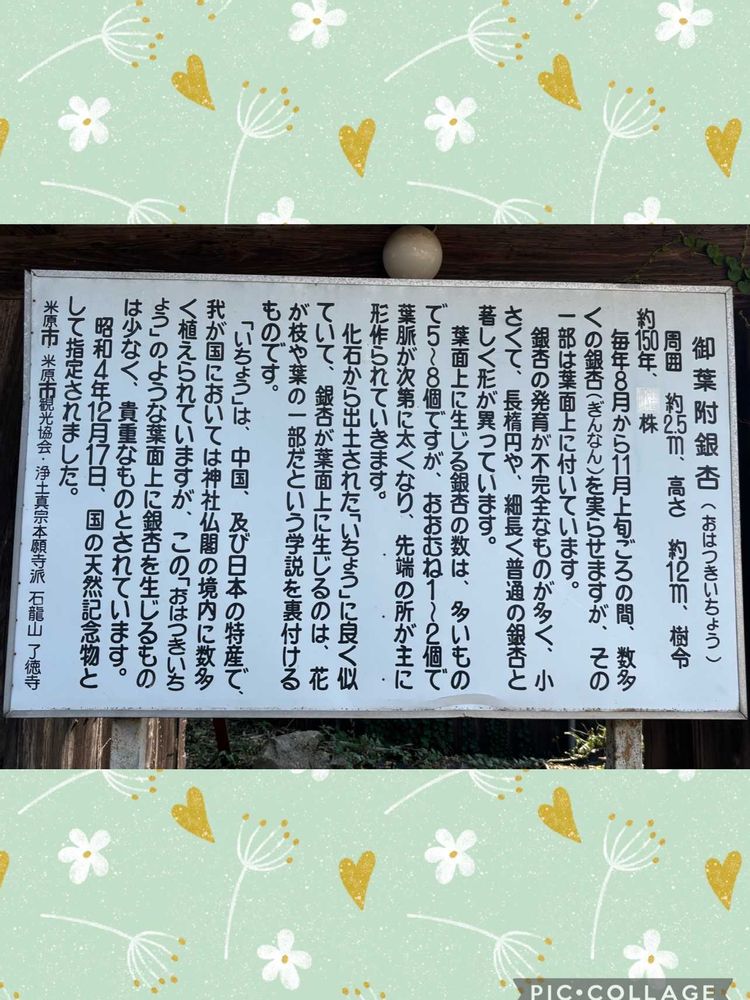 御葉附銀杏（おはつきいちょう）
周囲 約2.5m、高さ 約12m、樹令
約150年、 株
毎年8月から11月上旬ごろの間、数多
くの銀杏(ぎんなん)を実らせますが、その
一部は葉面上に付いています。
銀杏の発育が不完全なものが多く、小
さくて、長楕円や、細長く普通の銀杏と
著しく形が異っています。
葉面上に生じる銀杏の数は、多いもの
で5～8個ですが、おおむね1～2個で
葉脈が次第に太くなり、先端の所が主に
形作られていきます。
化石から出土された「いちょう」に良く似
ていて、銀杏が葉面上に生じるのは、花
が枝や葉の一部だという学説を裏付ける
ものです。
「いちょう」は、中国、及び日本の特産で、
我が国においては神社仏閣の境内に数多
く植えられていますが、この「おはつきいち
ょう」のような葉面上に銀杏を生じるもの
は少なく、貴重なものとされています。
昭和4年12月17日、国の天然記念物と
して指定されました。
米原市 米原市観光協会・浄土真宗本願寺派 石龍山 了徳寺
PIC•COLLAGE